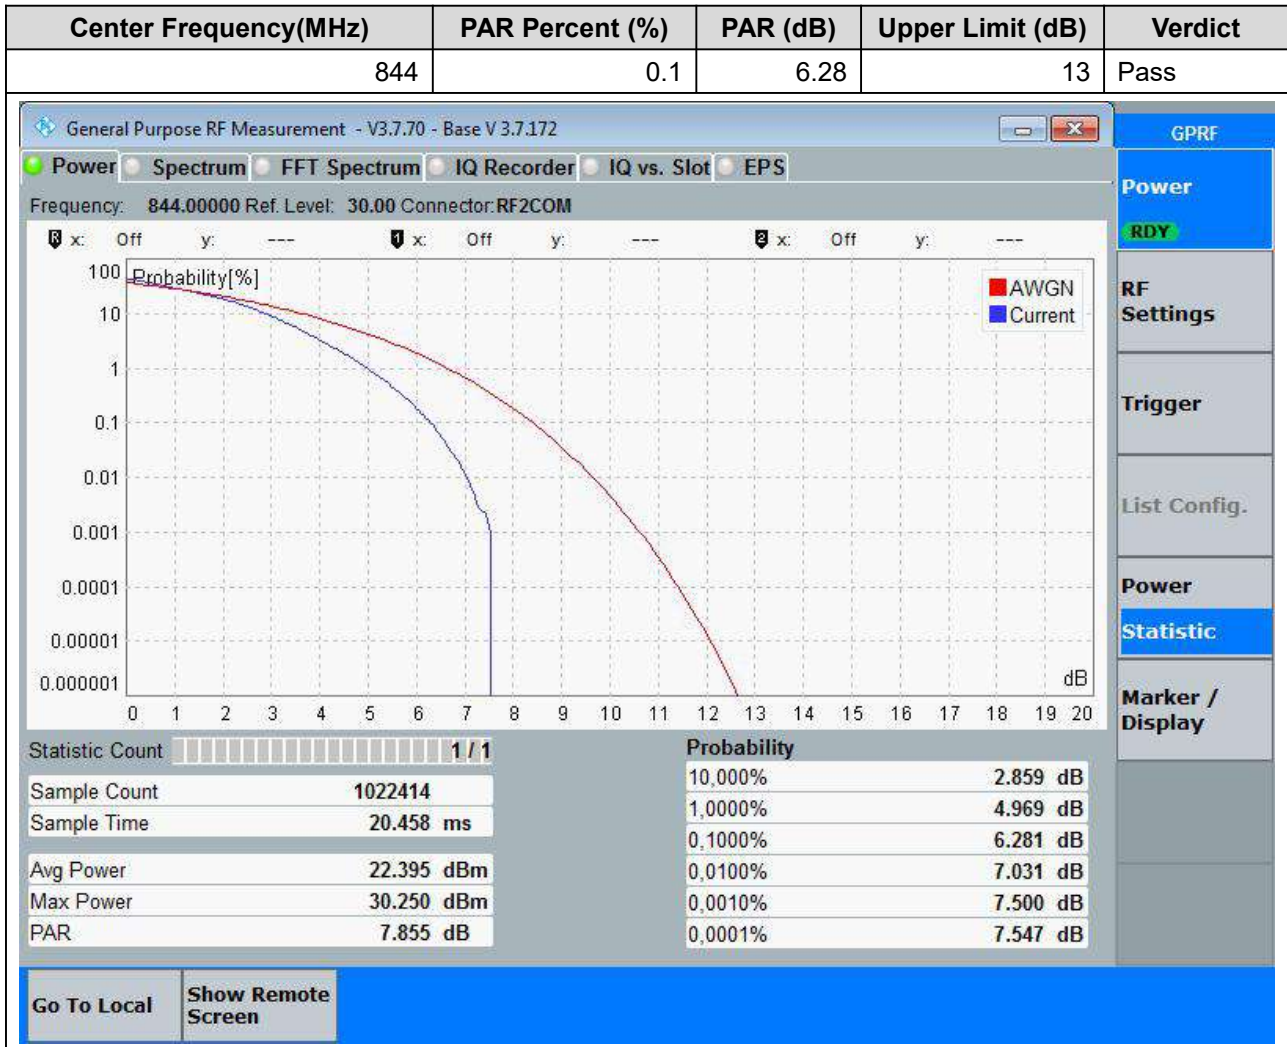 Center Frequency(MHz) PAR Percent (%) PAR (dB) Upper Limit (dB) Verdict
844 0.1 6.28 13 Pass
General Purpose RF Measurement - V3.7.70 - Base V 3.7.172
GPRF
Power Spectrum FFT Spectrum IQ Recorder IQ vs. Slot EPS
Frequency: 844.00000 Ref. Level: 30.00 Connector:RF2COM
R x: Off y: --- 1 x: Off y: --- 2 x: Off y: ---
Probability[%]
100
10
1
0.1
0.01
0.001
0.0001
0.00001
0.000001
AWGN
Current
dB
0 1 2 3 4 5 6 7 8 9 10 11 12 13 14 15 16 17 18 19 20
Statistic Count 1 / 1
Sample Count 1022414
Sample Time 20.458 ms
Avg Power 22.395 dBm
Max Power 30.250 dBm
PAR 7.855 dB
Probability
10,000% 2.859 dB
1,0000% 4.969 dB
0,1000% 6.281 dB
0,0100% 7.031 dB
0,0010% 7.500 dB
0,0001% 7.547 dB
Power
RDY
RF
Settings
Trigger
List Config.
Power
Statistic
Marker /
Display
Go To Local
Show Remote
Screen